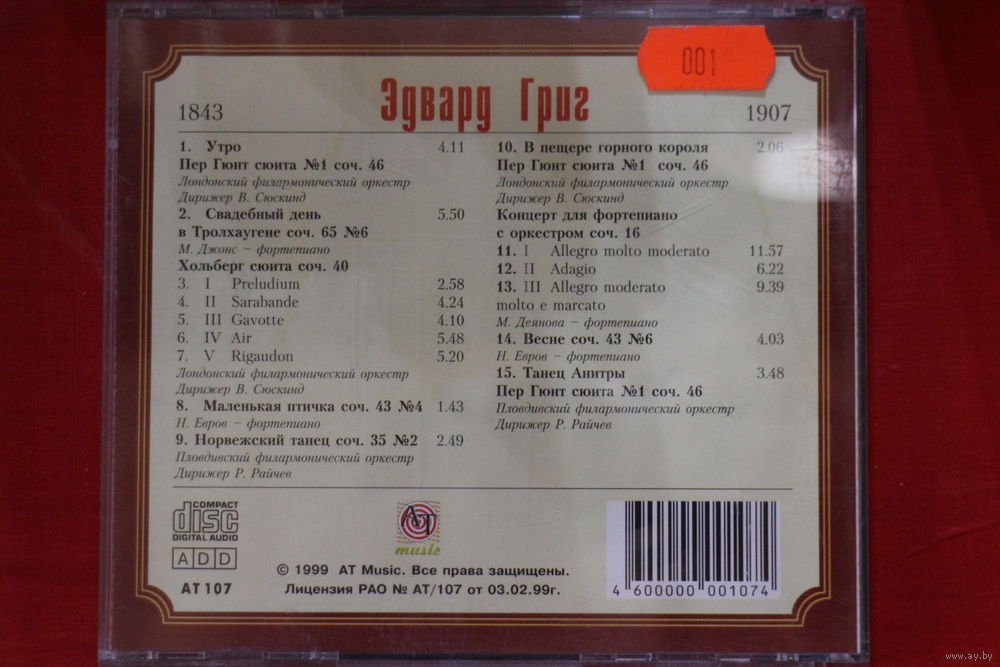 001
Эдвард Григ
1843
1907
1. Утро 4.11
Пер Гюнт сюита №1 соч. 46
Лондонский филармонический оркестр
Дирижер В. Сюскинд
2. Свадебный день 5.50
в Тролхаугене соч. 65 №6
М. Джонс – фортепиано
Хольберг сюита соч. 40
3. I Preludium 2.58
4. II Sarabande 4.24
5. III Gavotte 4.10
6. IV Air 5.48
7. V Rigaudon 5.20
Лондонский филармонический оркестр
Дирижер В. Сюскинд
8. Маленькая птичка соч. 43 №4 1.43
Н. Евров – фортепиано
9. Норвежский танец соч. 35 №2 2.49
Пловдивский филармонический оркестр
Дирижер Р. Райчев
10. В пещере горного короля 2.06
Пер Гюнт сюита №1 соч. 46
Лондонский филармонический оркестр
Дирижер В. Сюскинд
Концерт для фортепиано
с оркестром соч. 16
11. I Allegro molto moderato 11.57
12. II Adagio 6.22
13. III Allegro moderato 9.39
molto e marcato
М. Деянова – фортепиано
14. Весне соч. 43 №6 4.03
Н. Евров – фортепиано
15. Танец Анитры 3.48
Пер Гюнт сюита №1 соч. 46
Пловдивский филармонический оркестр
Дирижер Р. Райчев
COMPACT
disc
DIGITAL AUDIO
ADD
AT 107
AT
music
© 1999 AT Music. Все права защищены.
Лицензия РАО № АТ/107 от 03.02.99г.
4 600000 001074
www.ay.by